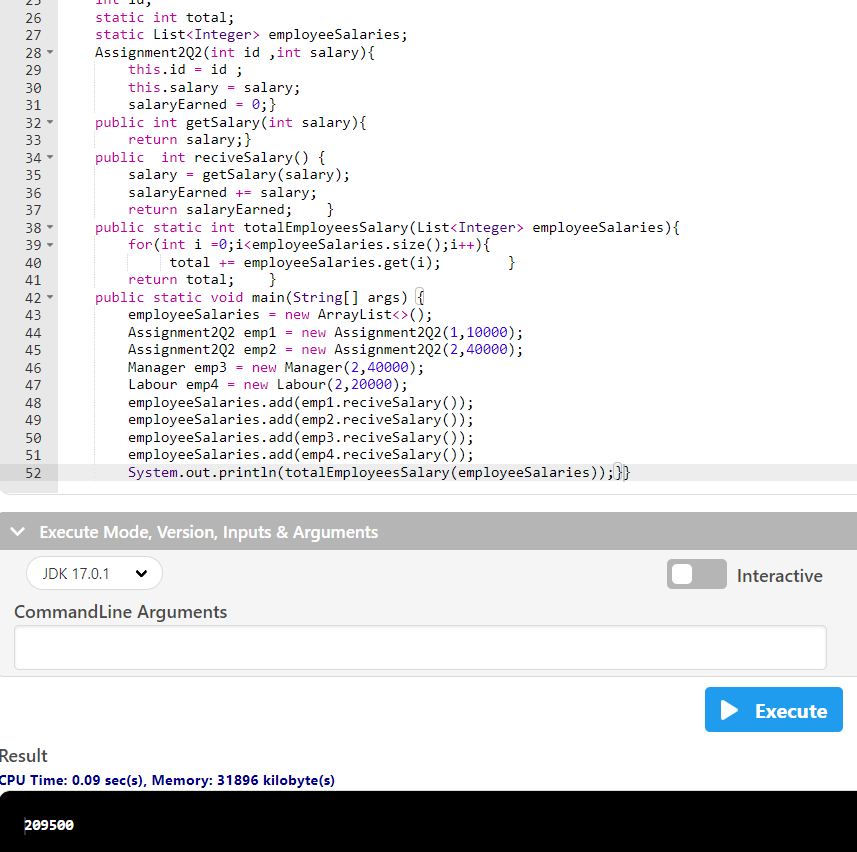 25 int id;
26 static int total;
27 static List<Integer> employeeSalaries;
28 Assignment2Q2(int id ,int salary){
29 this.id = id ;
30 this.salary = salary;
31 salaryEarned = 0;}
32 public int getSalary(int salary){
33 return salary;}
34 public  int reciveSalary() {
35 salary = getSalary(salary);
36 salaryEarned += salary;
37 return salaryEarned;    }
38 public static int totalEmployeesSalary(List<Integer> employeeSalaries){
39 for(int i =0;i<employeeSalaries.size();i++){
40 total += employeeSalaries.get(i);        }
41 return total;    }
42 public static void main(String[] args) {
43 employeeSalaries = new ArrayList<>();
44 Assignment2Q2 emp1 = new Assignment2Q2(1,10000);
45 Assignment2Q2 emp2 = new Assignment2Q2(2,40000);
46 Manager emp3 = new Manager(2,40000);
47 Labour emp4 = new Labour(2,20000);
48 employeeSalaries.add(emp1.reciveSalary());
49 employeeSalaries.add(emp2.reciveSalary());
50 employeeSalaries.add(emp3.reciveSalary());
51 employeeSalaries.add(emp4.reciveSalary());
52 System.out.println(totalEmployeesSalary(employeeSalaries));}}
Execute Mode, Version, Inputs & Arguments
JDK 17.0.1
Interactive
CommandLine Arguments
Execute
Result
CPU Time: 0.09 sec(s), Memory: 31896 kilobyte(s)
209500